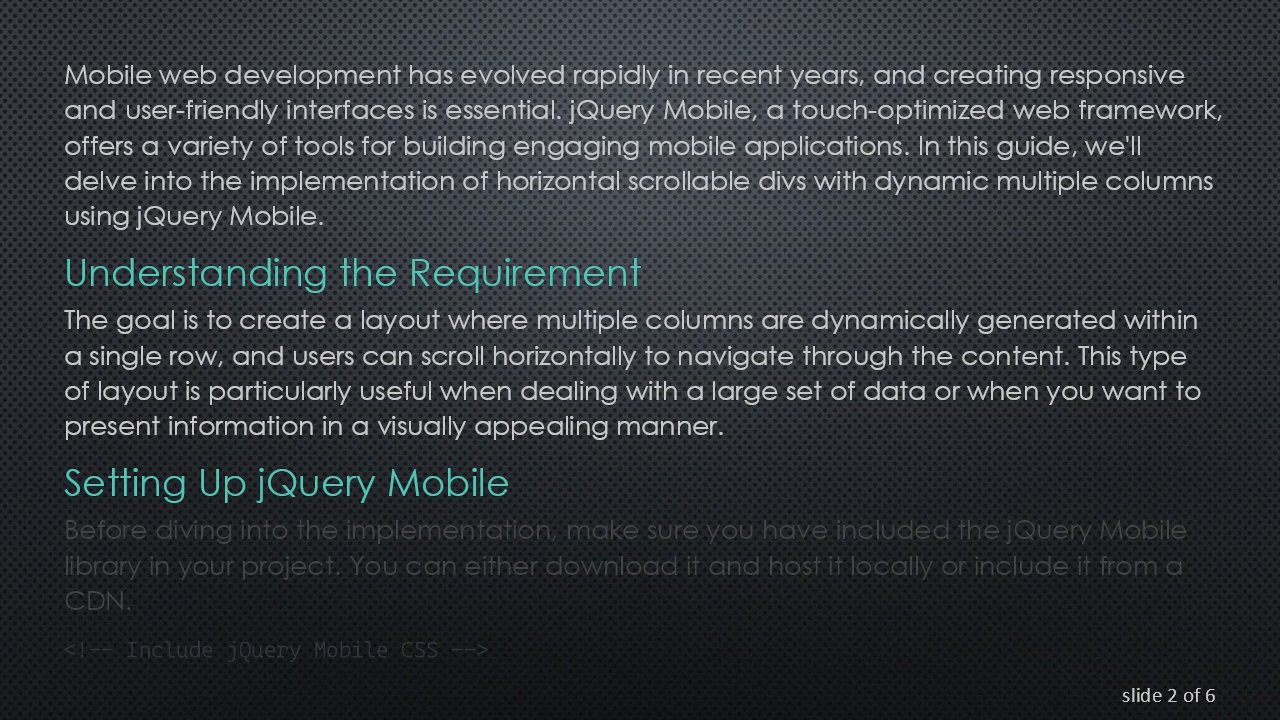 Mobile web development has evolved rapidly in recent years, and creating responsive
and user-friendly interfaces is essential. jQuery Mobile, a touch-optimized web framework,
offers a variety of tools for building engaging mobile applications. In this guide, we'll
delve into the implementation of horizontal scrollable divs with dynamic multiple columns
using jQuery Mobile.
Understanding the Requirement
The goal is to create a layout where multiple columns are dynamically generated within
a single row, and users can scroll horizontally to navigate through the content. This type
of layout is particularly useful when dealing with a large set of data or when you want to
present information in a visually appealing manner.
Setting Up jQuery Mobile
Before diving into the implementation, make sure you have included the jQuery Mobile
library in your project. You can either download it and host it locally or include it from a
CDN.
<!-- Include jQuery Mobile CSS -->
slide 2 of 6